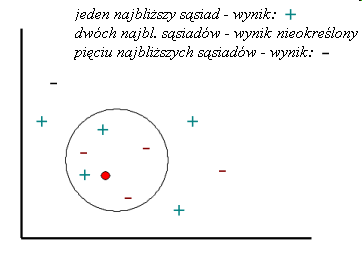 jeden najbliższy sąsiad - wynik: +
dwóch najbl. sąsiadów - wynik nieokreślony
pięciu najbliższych sąsiadów - wynik: -